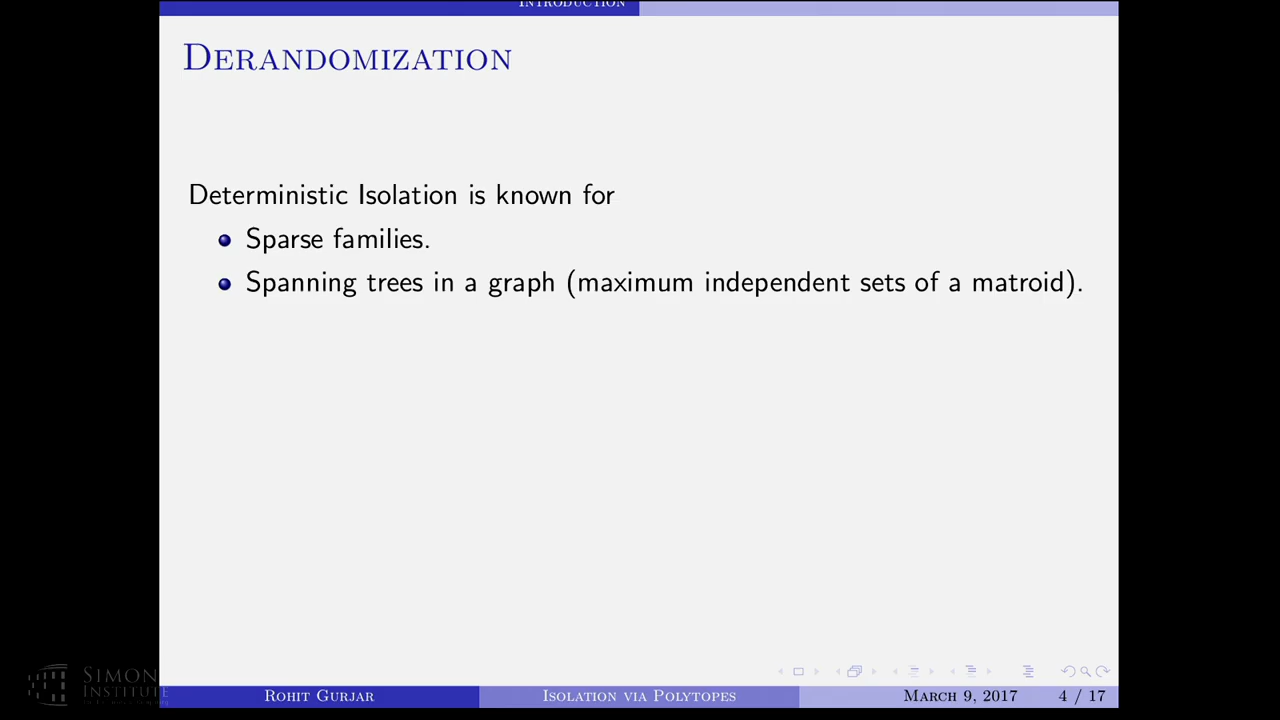 INTRODUCTION
DERANDOMIZATION
Deterministic Isolation is known for
Sparse families.
Spanning trees in a graph (maximum independent sets of a matroid).
SIMONS
INSTITUTE
ROHIT GURJAR
ISOLATION VIA POLYTOPES
MARCH 9, 2017
4 / 17